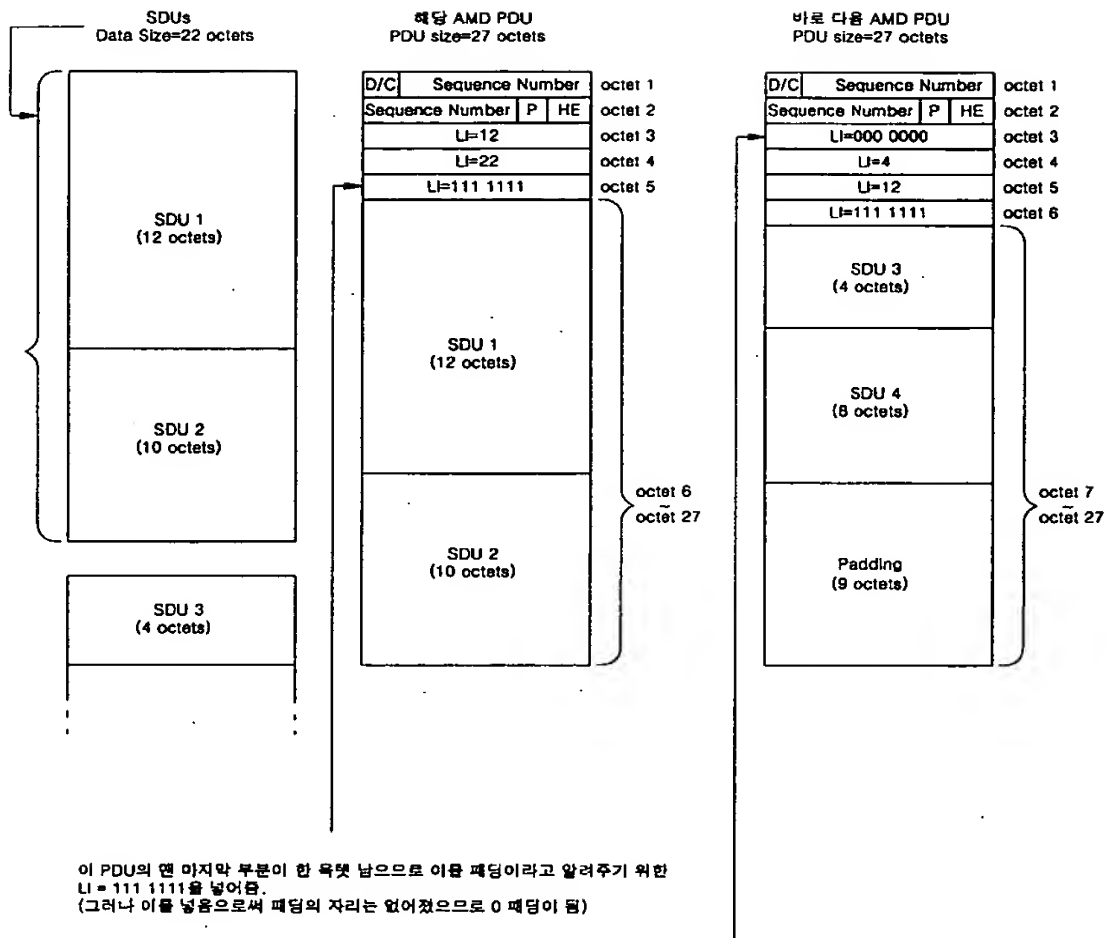 SDUs
Data Size=22 octets
SDU 1
(12 octets)
SDU 2
(10 octets)
SDU 3
(4 octets)
해당 AMD PDU
PDU size=27 octets
D/C Sequence Number octet 1
Sequence Number P HE octet 2
LI=12 octet 3
LI=22 octet 4
LI=111 1111 octet 5
SDU 1
(12 octets)
SDU 2
(10 octets)
octet 6
~
octet 27
바로 다음 AMD PDU
PDU size=27 octets
D/C Sequence Number octet 1
Sequence Number P HE octet 2
LI=000 0000 octet 3
LI=4 octet 4
LI=12 octet 5
LI=111 1111 octet 6
SDU 3
(4 octets)
SDU 4
(8 octets)
Padding
(9 octets)
octet 7
~
octet 27
이 PDU의 맨 마지막 부분이 한 옥텟 남으므로 이를 패딩이라고 알려주기 위한
LI = 111 1111을 넣어줌.
(그러나 이를 넣음으로써 패딩의 자리는 없어졌으므로 0 패딩이 됨)